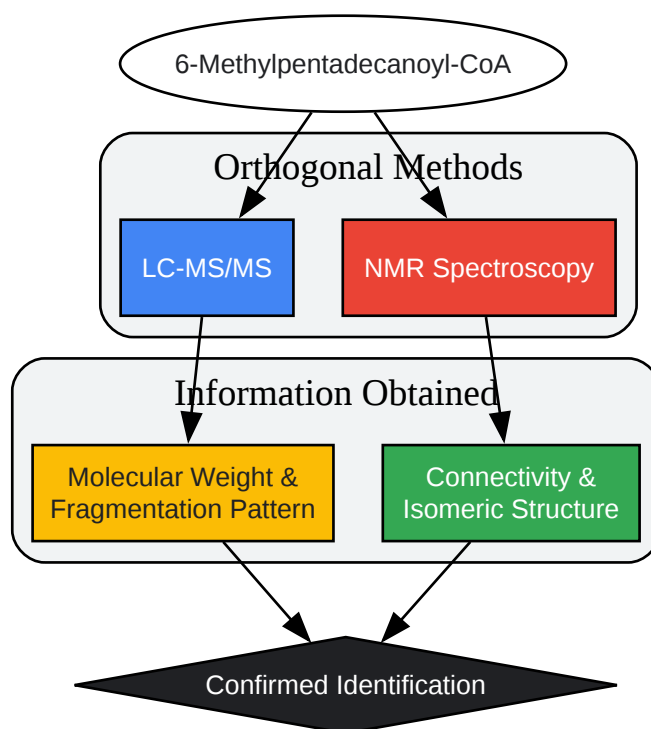 6-Methylpentadecanoyl-CoA
Orthogonal Methods
LC-MS/MS
NMR Spectroscopy
Information Obtained
Molecular Weight &
Fragmentation Pattern
Connectivity &
Isomeric Structure
Confirmed Identification